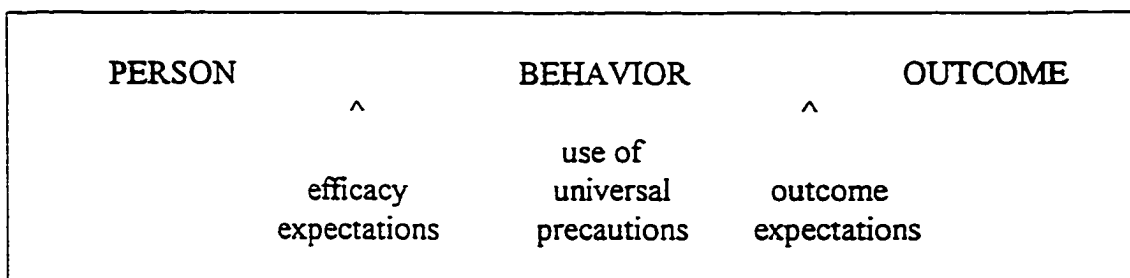 PERSON BEHAVIOR OUTCOME
^ ^
use of
efficacy universal outcome
expectations precautions expectations